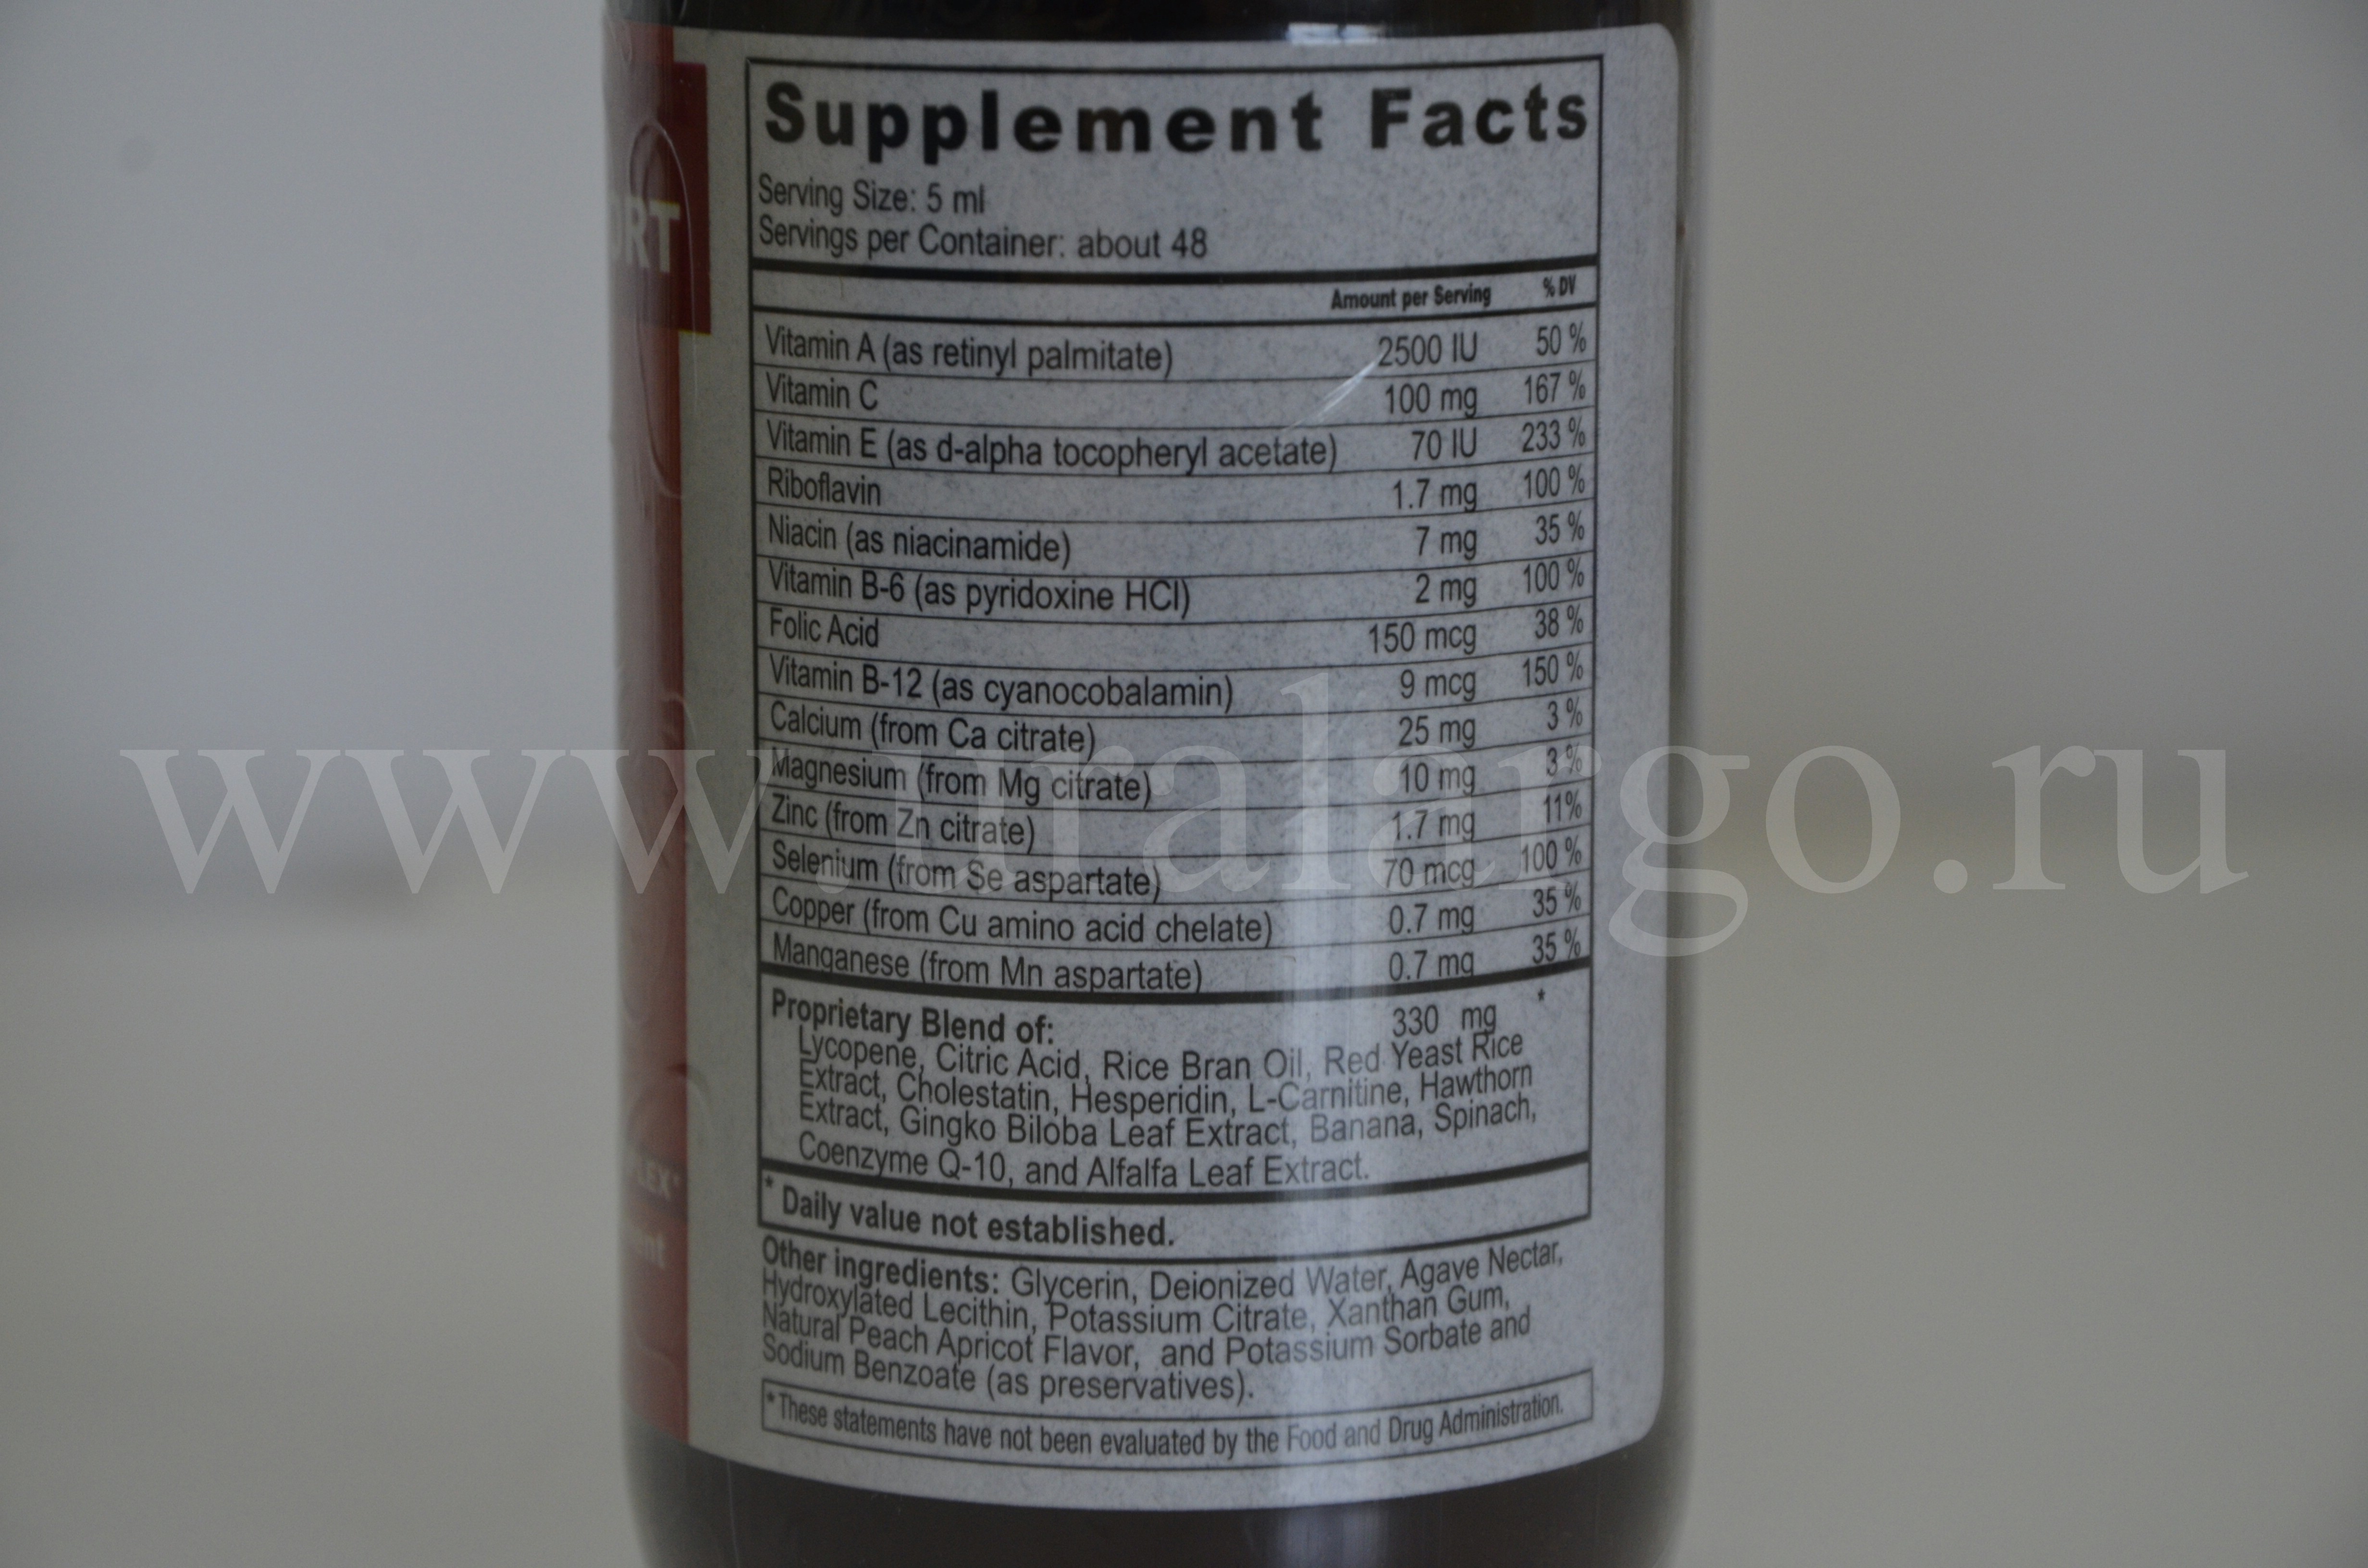 Supplement Facts
Serving Size: 5 ml
Servings per Container: about 48
Amount per Serving % DV
Vitamin A (as retinyl palmitate) 2500 IU 50 %
Vitamin C 100 mg 167 %
Vitamin E (as d-alpha tocopheryl acetate) 70 IU 233 %
Riboflavin 1.7 mg 100 %
Niacin (as niacinamide) 7 mg 35 %
Vitamin B-6 (as pyridoxine HCl) 2 mg 100 %
Folic Acid 150 mcg 38 %
Vitamin B-12 (as cyanocobalamin) 9 mcg 150 %
Calcium (from Ca citrate) 25 mg 3 %
Magnesium (from Mg citrate) 10 mg 3 %
Zinc (from Zn citrate) 1.7 mg 11%
Selenium (from Se aspartate) 70 mcg 100 %
Copper (from Cu amino acid chelate) 0.7 mg 35 %
Manganese (from Mn aspartate) 0.7 mg 35 %
Proprietary Blend of: 330 mg *
Lycopene, Citric Acid, Rice Bran Oil, Red Yeast Rice
Extract, Cholestatin, Hesperidin, L-Carnitine, Hawthorn
Extract, Gingko Biloba Leaf Extract, Banana, Spinach,
Coenzyme Q-10, and Alfalfa Leaf Extract.
* Daily value not established.
Other ingredients: Glycerin, Deionized Water, Agave Nectar,
Hydroxylated Lecithin, Potassium Citrate, Xanthan Gum,
Natural Peach Apricot Flavor, and Potassium Sorbate and
Sodium Benzoate (as preservatives).
* These statements have not been evaluated by the Food and Drug Administration.
www.uralargo.ru